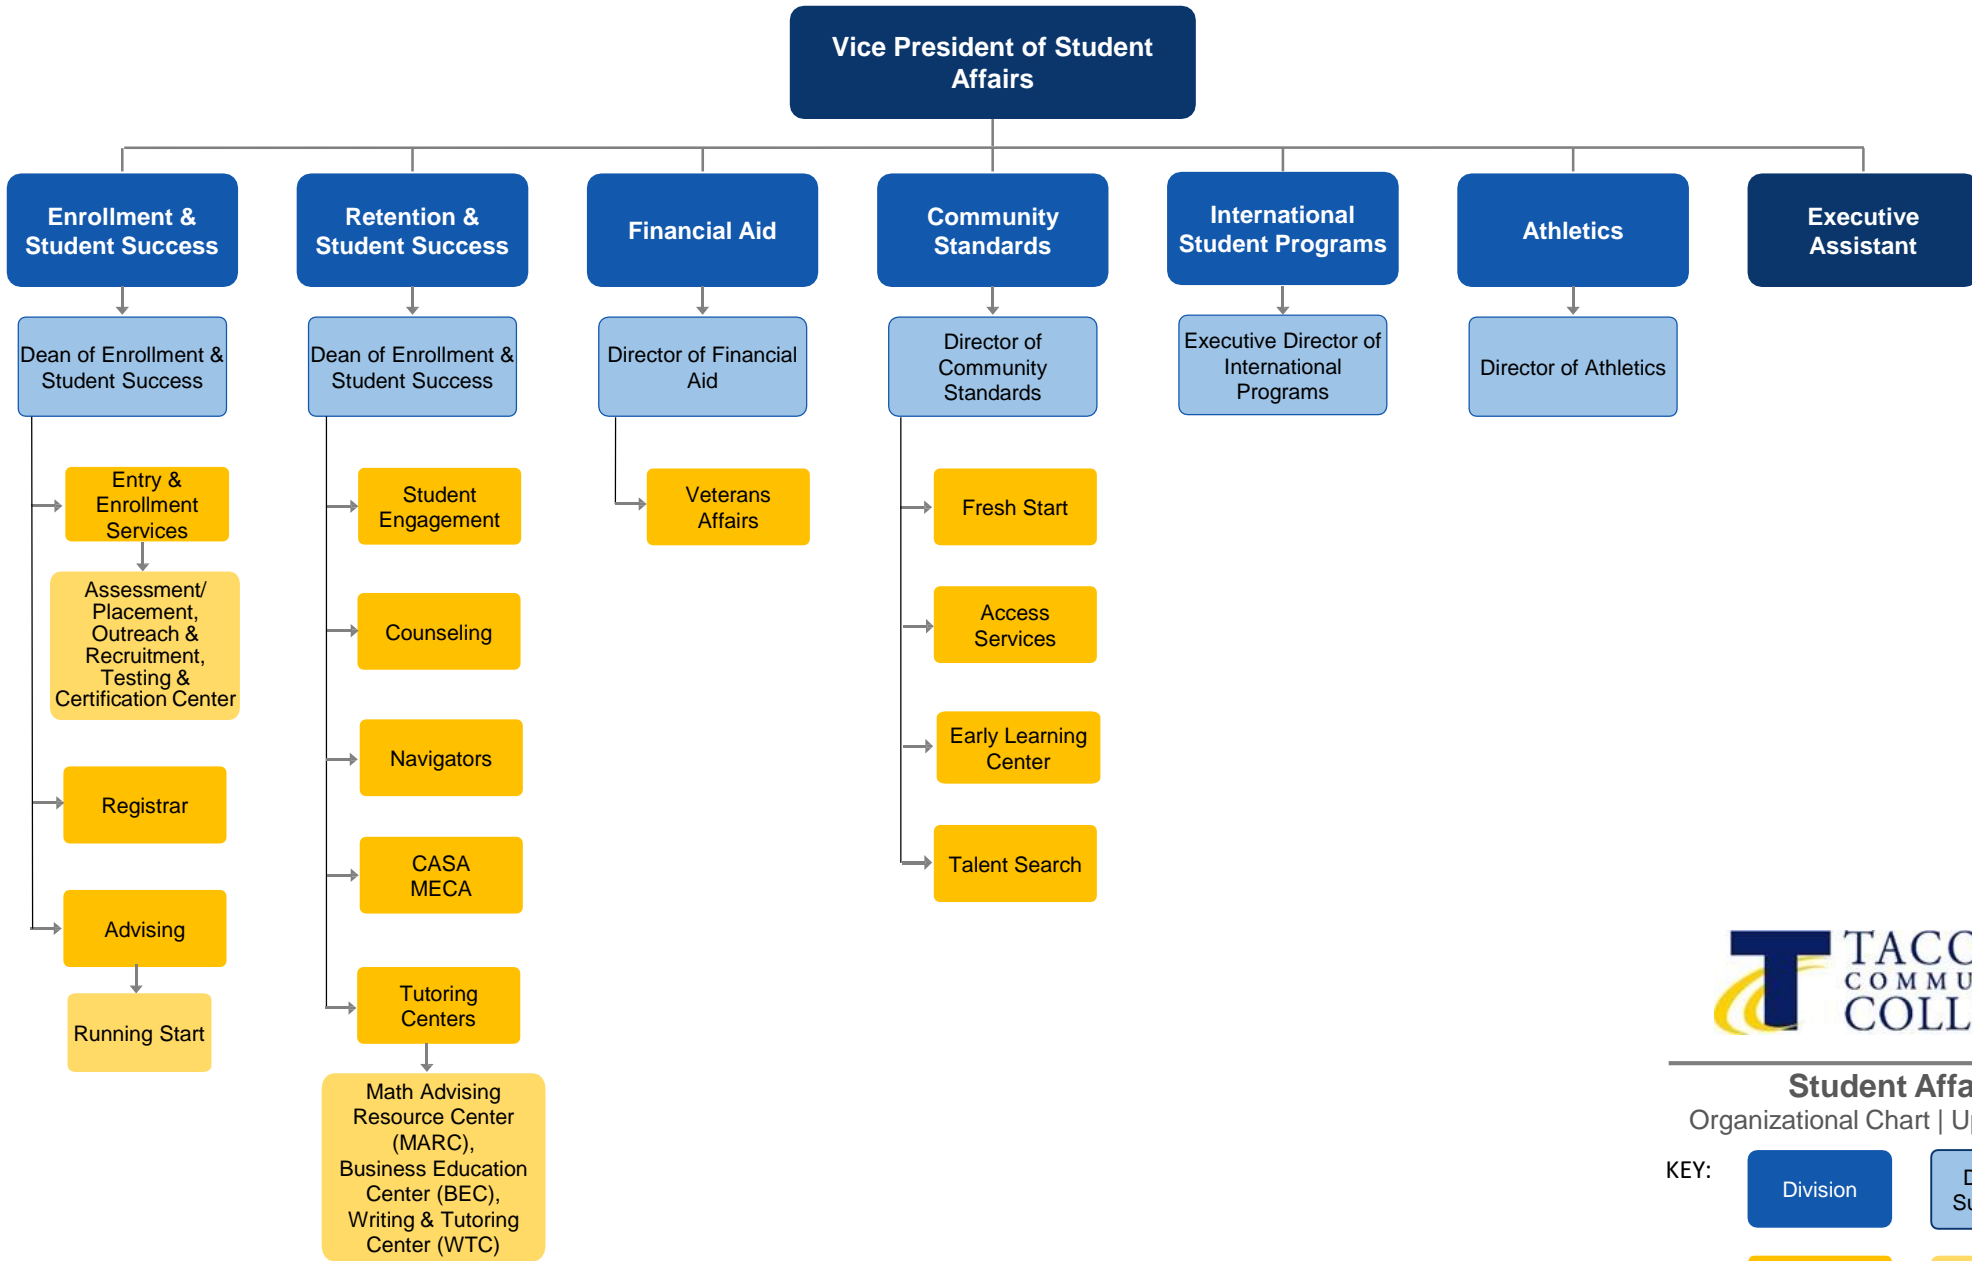 Vice President of Student
Affairs
Enrollment &
Student Success
Retention &
Student Success
Financial Aid
Community
Standards
International
Student Programs
Athletics
Executive
Assistant
Dean of Enrollment &
Student Success
Dean of Enrollment &
Student Success
Director of Financial
Aid
Director of
Community
Standards
Executive Director of
International
Programs
Director of Athletics
Entry &
Enrollment
Services
Assessment/
Placement,
Outreach &
Recruitment,
Testing &
Certification Center
Registrar
Advising
Running Start
Student
Engagement
Counseling
Navigators
CASA
MECA
Tutoring
Centers
Math Advising
Resource Center
(MARC),
Business Education
Center (BEC),
Writing & Tutoring
Center (WTC)
Veterans
Affairs
Fresh Start
Access
Services
Early Learning
Center
Talent Search
Student
Organizational Chart |
KEY:
Division